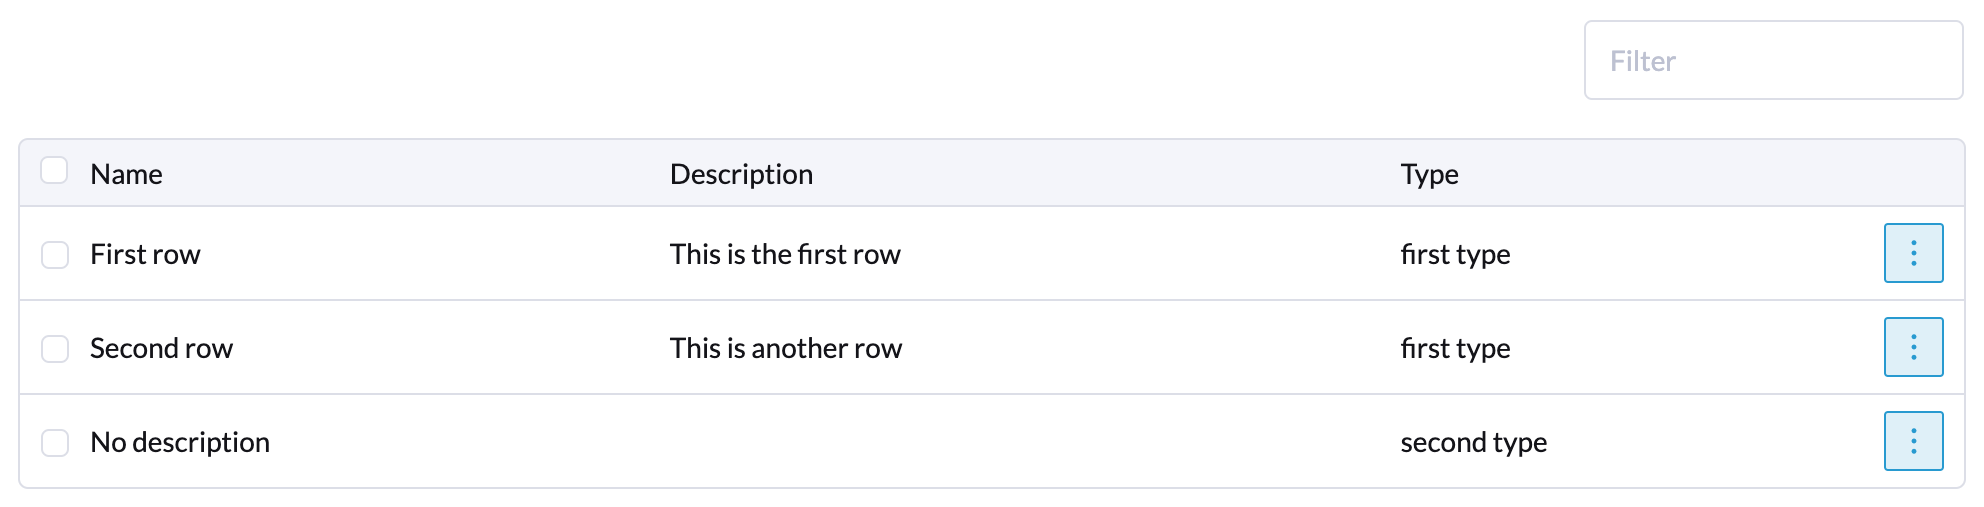 Filter
Name Description Type
First row This is the first row first type
Second row This is another row first type
No description second type